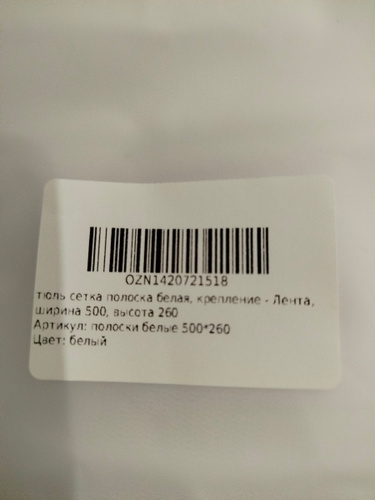 OZN1420721518
тюль сетка полоска белая, крепление - Лента,
ширина 500, высота 260
Артикул: полоски белые 500*260
Цвет: белый